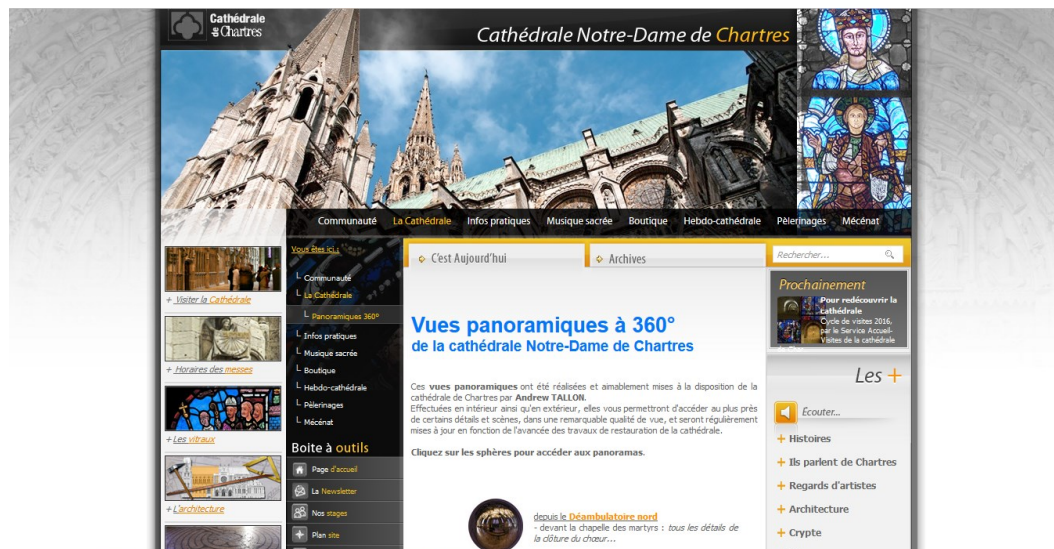 Cathédrale
de Chartres
Cathédrale Notre-Dame de Chartres
Communauté La Cathédrale Infos pratiques Musique sacrée Boutique Hebdo-cathédrale Pèlerinages Mécénat
+ Visiter la Cathédrale
+ Horaires des messes
+ Les vitraux
+ L'architecture
Vous êtes ici :
Communauté
La Cathédrale
Panoramiques 360°
Infos pratiques
Musique sacrée
Boutique
Hebdo-cathédrale
Pèlerinages
Mécénat
Boite à outils
Page d'accueil
La Newsletter
Nos stages
Plan site
C'est Aujourd'hui
Archives
Vues panoramiques à 360°
de la cathédrale Notre-Dame de Chartres
Ces vues panoramiques ont été réalisées et aimablement mises à la disposition de la
cathédrale de Chartres par Andrew TALLON.
Effectuées en intérieur ainsi qu'en extérieur, elles vous permettront d'accéder au plus près
de certains détails et scènes, dans une remarquable qualité de vue, et seront régulièrement
mises à jour en fonction de l'avancée des travaux de restauration de la cathédrale.
Cliquez sur les sphères pour accéder aux panoramas.
depuis le Déambulatoire nord
- devant la chapelle des martyrs : tous les détails de
la clôture du chœur...
Rechercher...
Prochainement
Pour redécouvrir la
cathédrale
Cycle de visites 2016,
par le Service Accueil-
Visites de la cathédrale
Les +
Écouter...
+ Histoires
+ Ils parlent de Chartres
+ Regards d'artistes
+ Architecture
+ Crypte